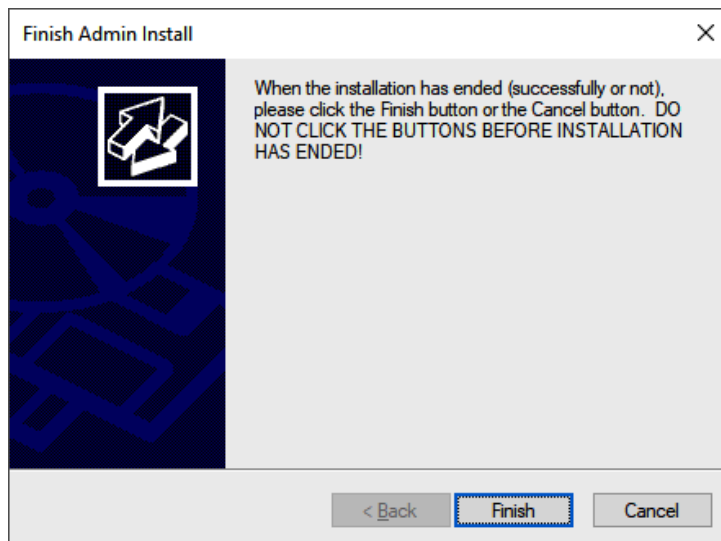 Finish Admin Install
When the installation has ended (successfully or not),
please click the Finish button or the Cancel button.  DO
NOT CLICK THE BUTTONS BEFORE INSTALLATION
HAS ENDED!
< Back
Finish
Cancel